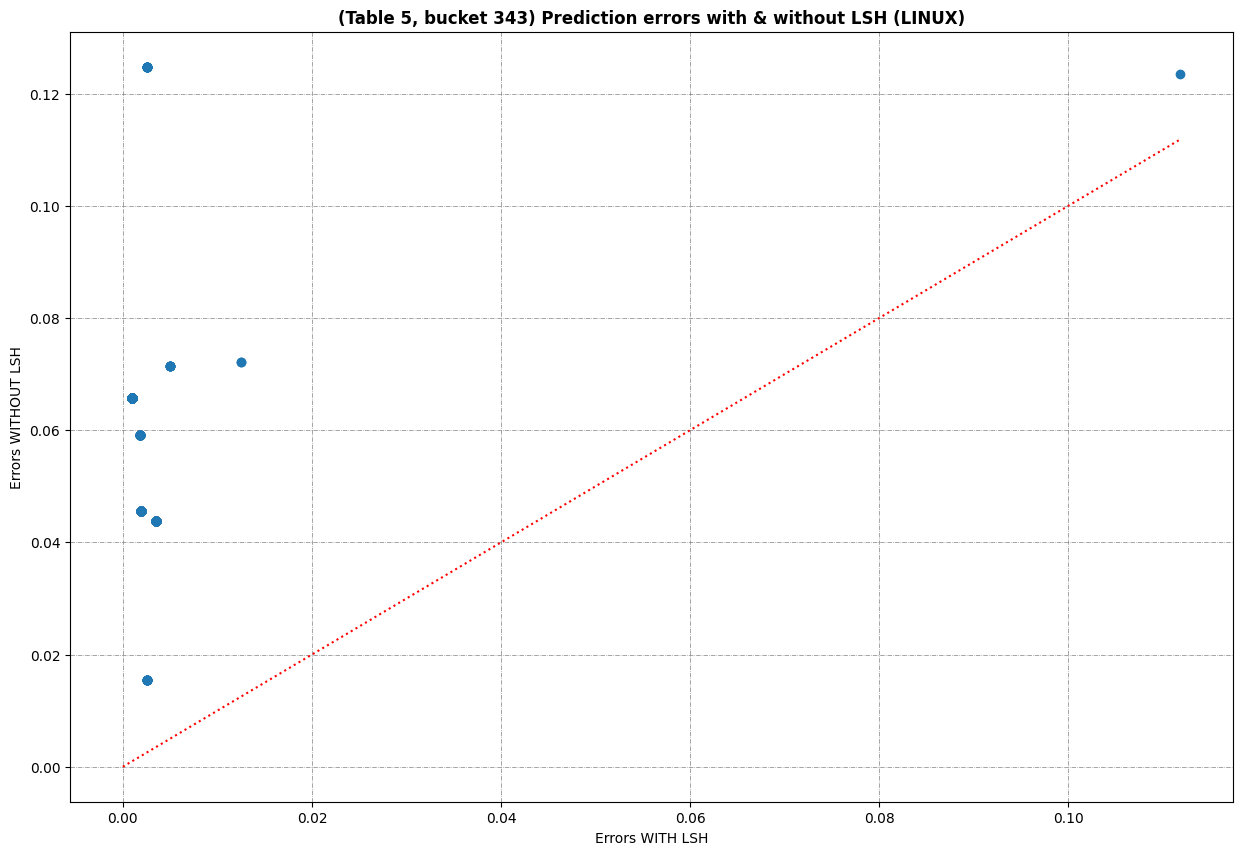 (Table 5, bucket 343) Prediction errors with & without LSH (LINUX)
Errors WITHOUT LSH
0.12
0.10
0.08
0.06
0.04
0.02
0.00
0.00 0.02 0.04 0.06 0.08 0.10
Errors WITH LSH